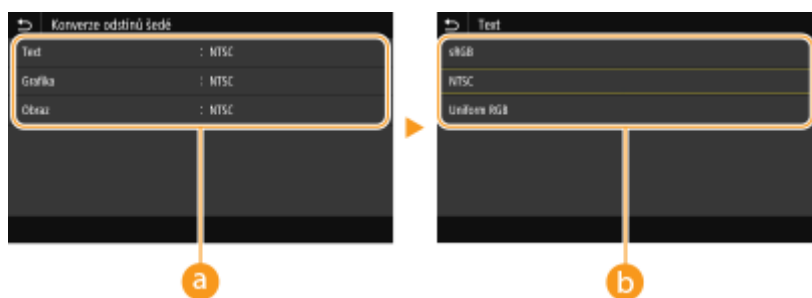 Konverze odstínů šedé
Text : NTSC
Grafika : NTSC
Obraz : NTSC
a
Text
sRGB
NTSC
Uniform RGB
b